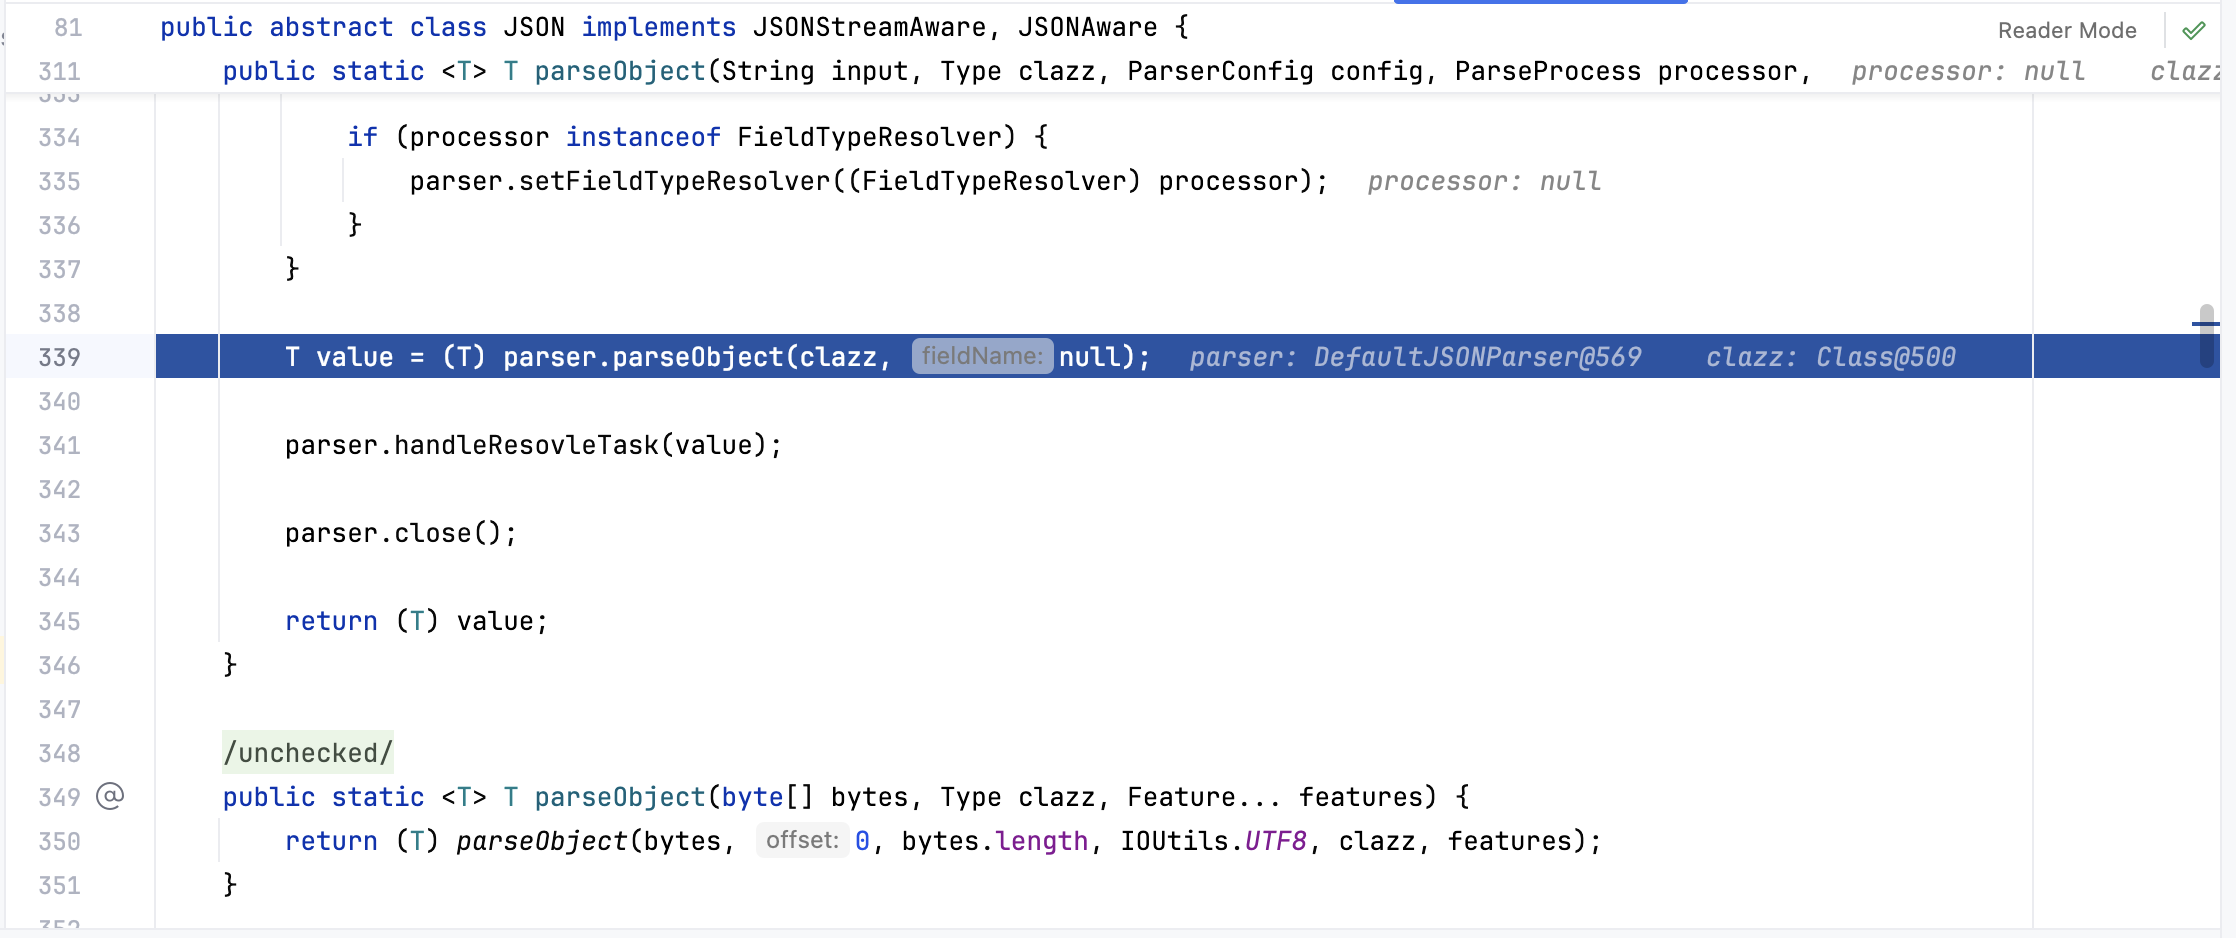 81 public abstract class JSON implements JSONStreamAware, JSONAware { Reader Mode
311 public static <T> T parseObject(String input, Type clazz, ParserConfig config, ParseProcess processor, processor: null clazz
333
334 if (processor instanceof FieldTypeResolver) {
335 parser.setFieldTypeResolver((FieldTypeResolver) processor); processor: null
336 }
337 }
338
339 T value = (T) parser.parseObject(clazz, fieldName: null); parser: DefaultJSONParser@569 clazz: Class@500
340
341 parser.handleResovleTask(value);
342
343 parser.close();
344
345 return (T) value;
346 }
347
348 /unchecked/
349 @ public static <T> T parseObject(byte[] bytes, Type clazz, Feature... features) {
350 return (T) parseObject(bytes, offset: 0, bytes.length, IOUtils.UTF8, clazz, features);
351 }
352